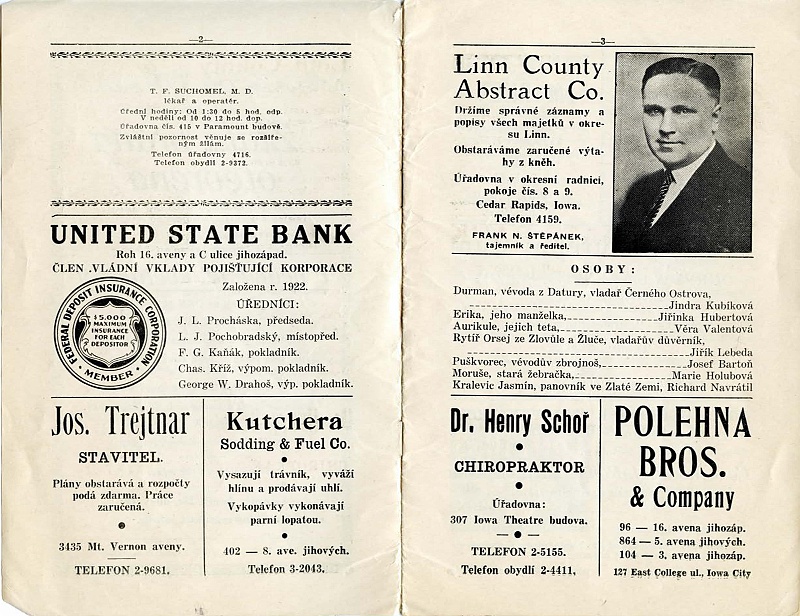 —2—
T. F. SUCHOMEL, M. D.
lékař a operatér.
Úřední hodiny: Od 1:30 do 5 hod. odp.
V neděli od 10 do 12 hod. dop.
Úřadovna čís. 415 v Paramount budově.
Zvláštní pozornost věnuje se rozšíře-
ným žílám.
Telefon úřadovny 4716.
Telefon obydlí 2-9372.
UNITED STATE BANK
Roh 16. aveny a C ulice jihozápad.
ČLEN .VLÁDNÍ VKLADY POJIŠŤUJÍCÍ KORPORACE
FEDERAL DEPOSIT INSURANCE CORPORATION
$5,000
MAXIMUM
INSURANCE
FOR EACH
DEPOSITOR
• MEMBER •
Založena r. 1922.
ÚŘEDNÍCI:
J. L. Procháska, předseda.
L. J. Pochobradský, místopřed.
F. G. Kaňák, pokladník.
Chas. Kříž, výpom. pokladník.
George W. Drahoš, výp. pokladník.
Jos. Trejtnar
STAVITEL.
Plány obstarává a rozpočty
podá zdarma. Práce
zaručená.
3435 Mt. Vernon aveny.
TELEFON 2-9681.
Kutchera
Sodding & Fuel Co.
Vysazují trávník, vyváží
hlínu a prodávají uhlí.
Vykopávky vykonávají
parní lopatou.
402 — 8. ave. jihových.
Telefon 3-2043.
—3—
Linn County
Abstract Co.
Držíme správné záznamy a
popisy všech majetků v okre-
su Linn.
Obstaráváme zaručené výta-
hy z kněh.
Úřadovna v okresní radnici,
pokoje čís. 8 a 9.
Cedar Rapids, Iowa.
Telefon 4159.
FRANK N. ŠTĚPÁNEK,
tajemník a ředitel.
OSOBY:
Durman, vévoda z Datury, vladař Černého Ostrova,
Jindra Kubíková
Erika, jeho manželka, Jiřinka Hubertová
Aurikule, jejich teta, Věra Valentová
Rytíř Orsej ze Zlovůle a Žluče, vladařův důvěrník,
Jiřík Lebeda
Puškvorec, vévodův zbrojnoš, Josef Bartoň
Moruše, stará žebračka, Marie Holubová
Kralevic Jasmín, panovník ve Zlaté Zemi, Richard Navrátil
Dr. Henry Schoř
CHIROPRAKTOR
Úřadovna:
307 Iowa Theatre budova.
TELEFON 2-5155.
Telefon obydlí 2-4411.
POLEHNA
BROS.
& Company
96 — 16. avena jihozáp.
864 — 5. avena jihových.
104 — 3. avena jihozáp.
127 East College ul., Iowa City